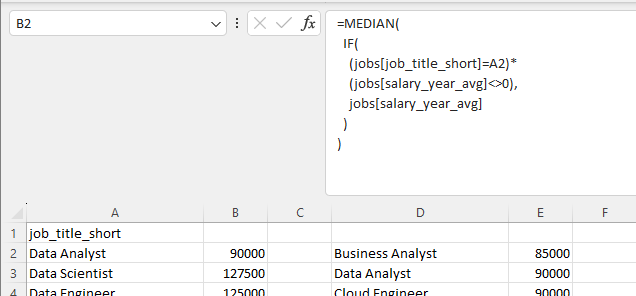 B2
fx
=MEDIAN(
IF(
(jobs[job_title_short]=A2)*
(jobs[salary_year_avg]<>0),
jobs[salary_year_avg]
)
)
A B C D E F
1 job_title_short
2 Data Analyst 90000 Business Analyst 85000
3 Data Scientist 127500 Data Analyst 90000
4 Data Engineer 125000 Cloud Engineer 90000